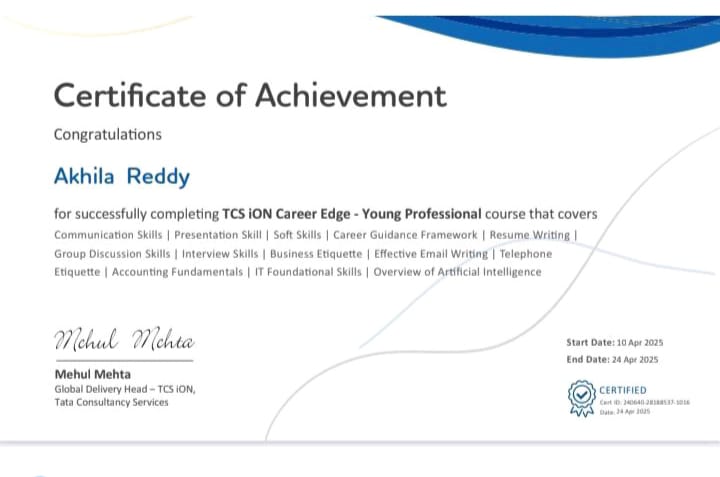 Certificate of Achievement
Congratulations
Akhila Reddy
for successfully completing TCS iON Career Edge - Young Professional course that covers
Communication Skills | Presentation Skill | Soft Skills | Career Guidance Framework | Resume Writing |
Group Discussion Skills | Interview Skills | Business Etiquette | Effective Email Writing | Telephone
Etiquette | Accounting Fundamentals | IT Foundational Skills | Overview of Artificial Intelligence
Mehul Mehta
Mehul Mehta
Global Delivery Head – TCS iON,
Tata Consultancy Services
Start Date: 10 Apr 2025
End Date: 24 Apr 2025
CERTIFIED
Cert ID: 240640-28188537-1016
Date: 24 Apr 2025